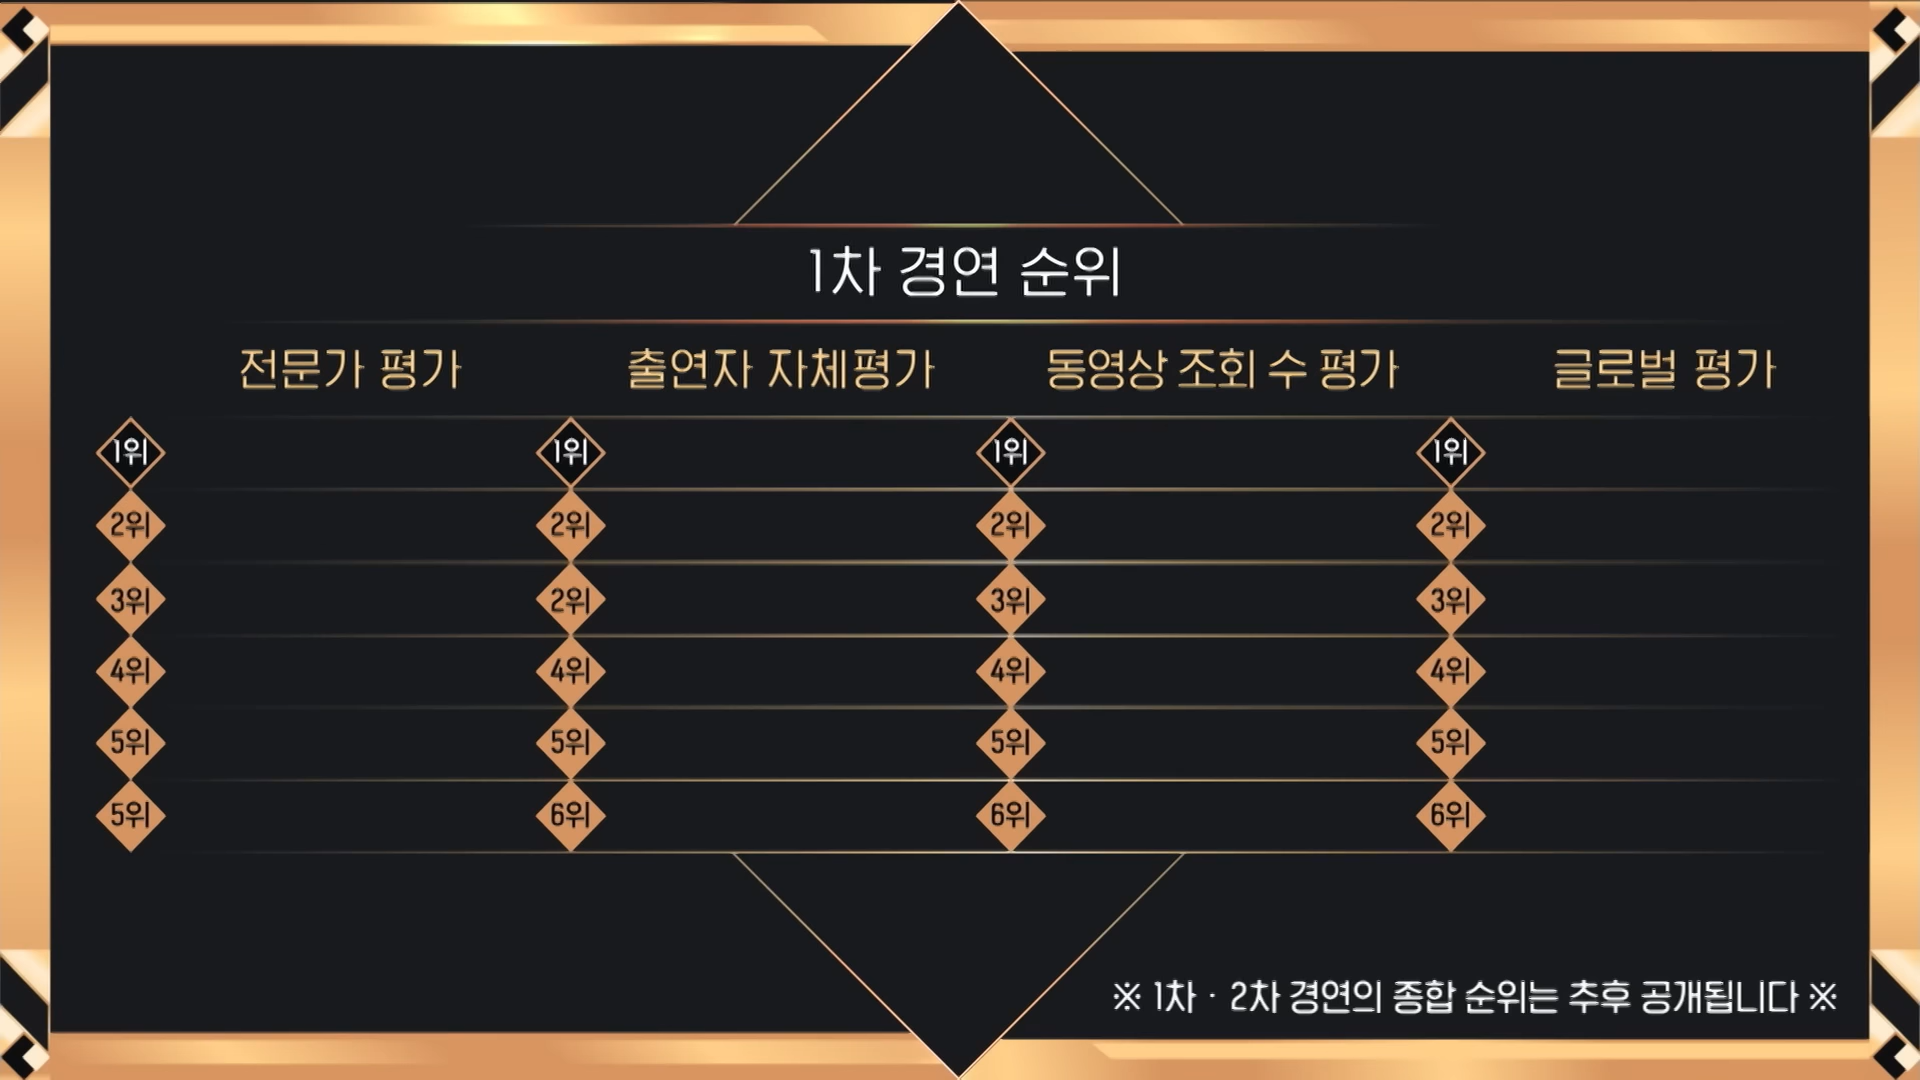 1차 경연 순위
전문가 평가 출연자 자체평가 동영상 조회 수 평가 글로벌 평가
1위 1위 1위 1위
2위 2위 2위 2위
3위 2위 3위 3위
4위 4위 4위 4위
5위 5위 5위 5위
5위 6위 6위 6위
※ 1차 · 2차 경연의 종합 순위는 추후 공개됩니다 ※